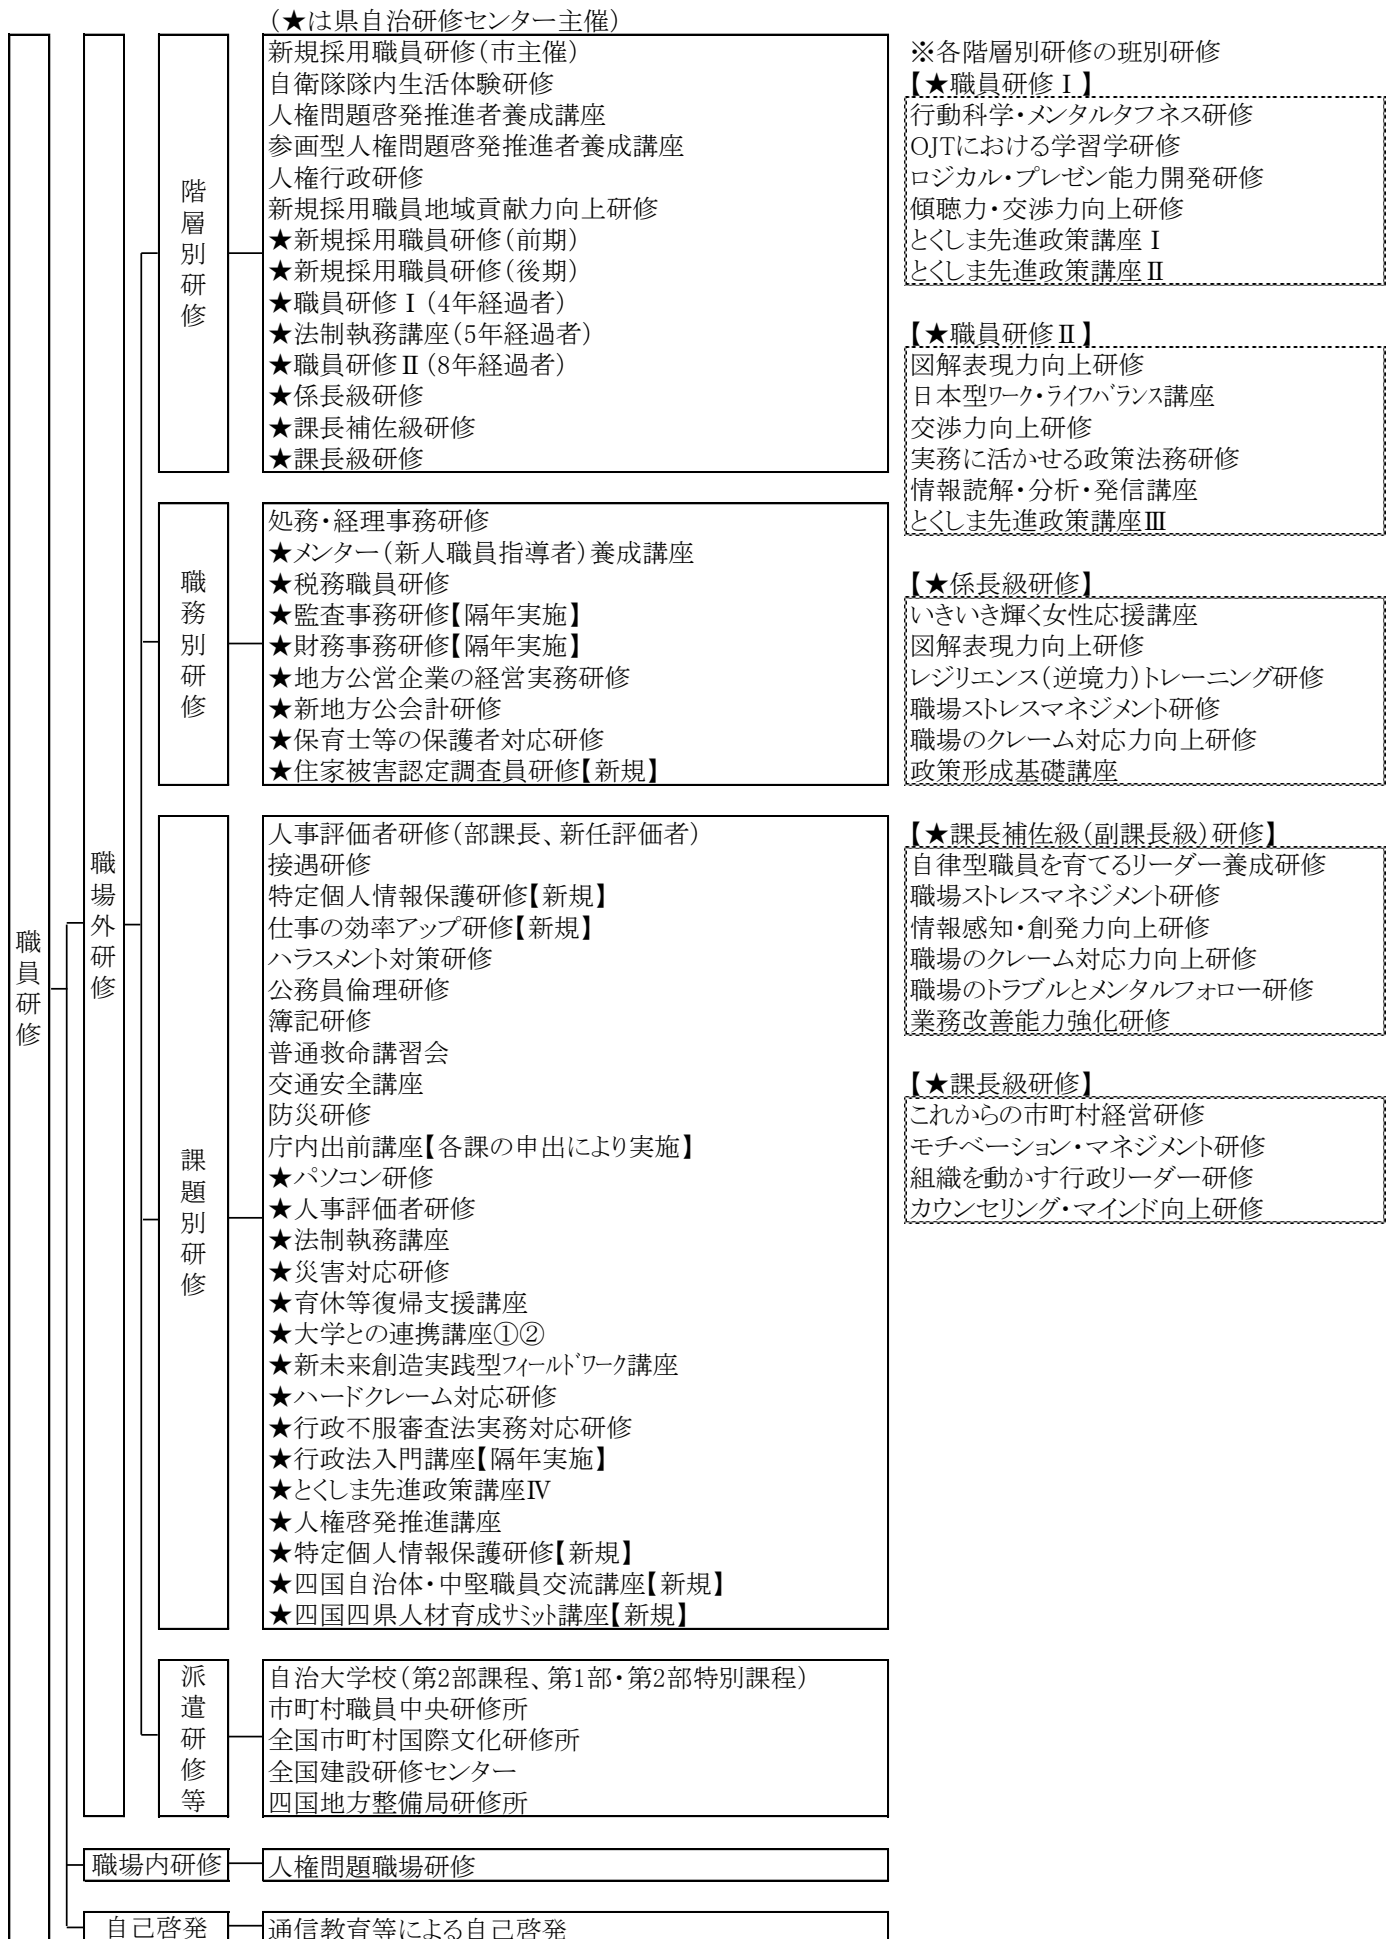 (★は県自治研修センター主催)
職員研修
職場外研修
階層別研修
新規採用職員研修(市主催)
自衛隊隊内生活体験研修
人権問題啓発推進者養成講座
参画型人権問題啓発推進者養成講座
人権行政研修
新規採用職員地域貢献力向上研修
★新規採用職員研修(前期)
★新規採用職員研修(後期)
★職員研修Ⅰ(4年経過者)
★法制執務講座(5年経過者)
★職員研修Ⅱ(8年経過者)
★係長級研修
★課長補佐級研修
★課長級研修
職務別研修
処務・経理事務研修
★メンター(新人職員指導者)養成講座
★税務職員研修
★監査事務研修【隔年実施】
★財務事務研修【隔年実施】
★地方公営企業の経営実務研修
★新地方公会計研修
★保育士等の保護者対応研修
★住家被害認定調査員研修【新規】
課題別研修
人事評価者研修(部課長、新任評価者)
接遇研修
特定個人情報保護研修【新規】
仕事の効率アップ研修【新規】
ハラスメント対策研修
公務員倫理研修
簿記研修
普通救命講習会
交通安全講座
防災研修
庁内出前講座【各課の申出により実施】
★パソコン研修
★人事評価者研修
★法制執務講座
★災害対応研修
★育休等復帰支援講座
★大学との連携講座①②
★新未来創造実践型フィールドワーク講座
★ハードクレーム対応研修
★行政不服審査法実務対応研修
★行政法入門講座【隔年実施】
★とくしま先進政策講座Ⅳ
★人権啓発推進講座
★特定個人情報保護研修【新規】
★四国自治体・中堅職員交流講座【新規】
★四国四県人材育成サミット講座【新規】
派遣研修等
自治大学校(第2部課程、第1部・第2部特別課程)
市町村職員中央研修所
全国市町村国際文化研修所
全国建設研修センター
四国地方整備局研修所
職場内研修
人権問題職場研修
自己啓発
通信教育等による自己啓発
※各階層別研修の班別研修
【★職員研修Ⅰ】
行動科学・メンタルタフネス研修
OJTにおける学習学研修
ロジカル・プレゼン能力開発研修
傾聴力・交渉力向上研修
とくしま先進政策講座Ⅰ
とくしま先進政策講座Ⅱ
【★職員研修Ⅱ】
図解表現力向上研修
日本型ワーク・ライフバランス講座
交渉力向上研修
実務に活かせる政策法務研修
情報読解・分析・発信講座
とくしま先進政策講座Ⅲ
【★係長級研修】
いきいき輝く女性応援講座
図解表現力向上研修
レジリエンス(逆境力)トレーニング研修
職場ストレスマネジメント研修
職場のクレーム対応力向上研修
政策形成基礎講座
【★課長補佐級(副課長級)研修】
自律型職員を育てるリーダー養成研修
職場ストレスマネジメント研修
情報感知・創発力向上研修
職場のクレーム対応力向上研修
職場のトラブルとメンタルフォロー研修
業務改善能力強化研修
【★課長級研修】
これからの市町村経営研修
モチベーション・マネジメント研修
組織を動かす行政リーダー研修
カウンセリング・マインド向上研修